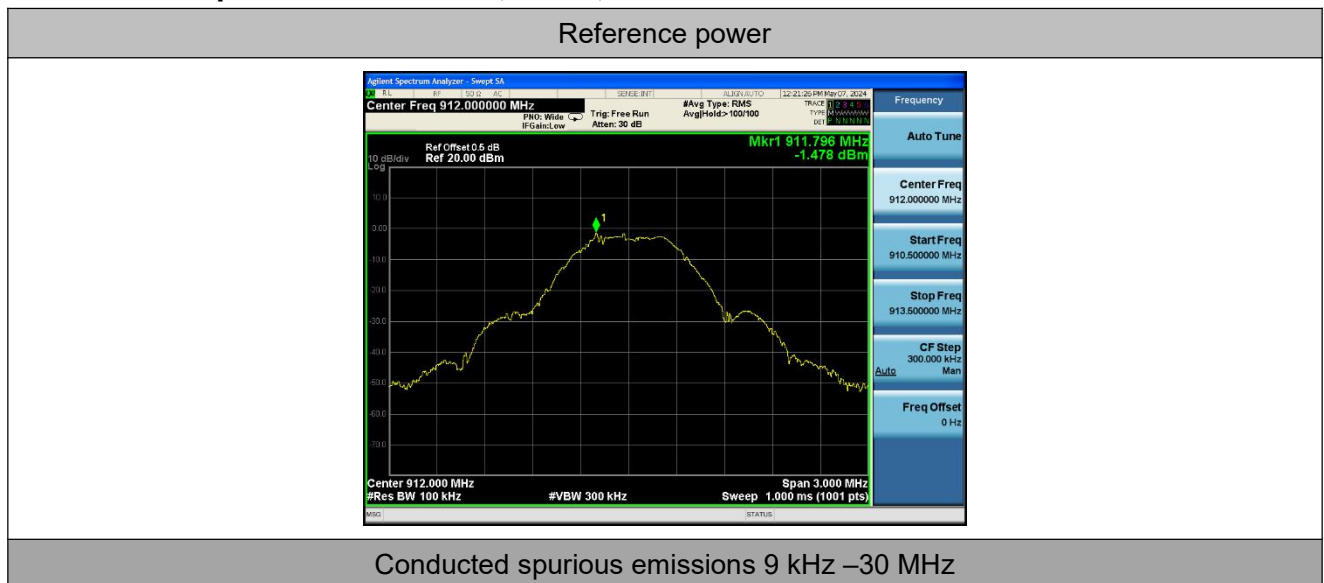 Reference power
Agilent Spectrum Analyzer - Swept SA
RL RF 50 Ω AC SENSE:INT ALIGN AUTO 12:21:26 PM May 07, 2024
Center Freq 912.000000 MHz #Avg Type: RMS TRACE 1 2 3 4 5 6
PNO: Wide Trig: Free Run Avg|Hold:>100/100 TYPE M
IFGain:Low Atten: 30 dB DET P N N N N N
Mkr1 911.796 MHz
-1.478 dBm
Ref Offset 0.5 dB
10 dB/div Ref 20.00 dBm
Log
10.0
0.00
1
-10.0
-20.0
-30.0
-40.0
-50.0
-60.0
-70.0
Center 912.000 MHz Span 3.000 MHz
#Res BW 100 kHz #VBW 300 kHz Sweep 1.000 ms (1001 pts)
MSG STATUS
Frequency
Auto Tune
Center Freq
912.000000 MHz
Start Freq
910.500000 MHz
Stop Freq
913.500000 MHz
CF Step
300.000 kHz
Auto Man
Freq Offset
0 Hz
Conducted spurious emissions 9 kHz –30 MHz